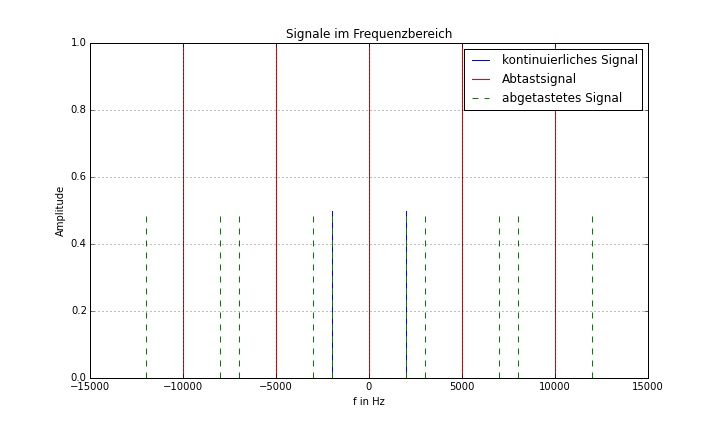 Signale im Frequenzbereich
kontinuierliches Signal
Abtastsignal
abgetastetes Signal
1.0
0.8
0.6
0.4
0.2
0.0
Amplitude
−15000 −10000 −5000 0 5000 10000 15000
f in Hz